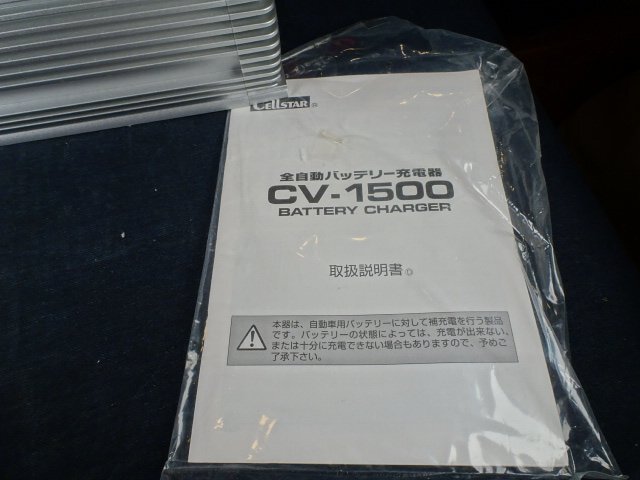 CELLSTAR®
全自動バッテリー充電器
CV-1500
BATTERY CHARGER
取扱説明書Ⓓ
本器は、自動車用バッテリーに対して補充電を行う製品
です。バッテリーの状態によっては、充電が出来ない、
または十分に充電できない場合もありますので、予めご
了承下さい。